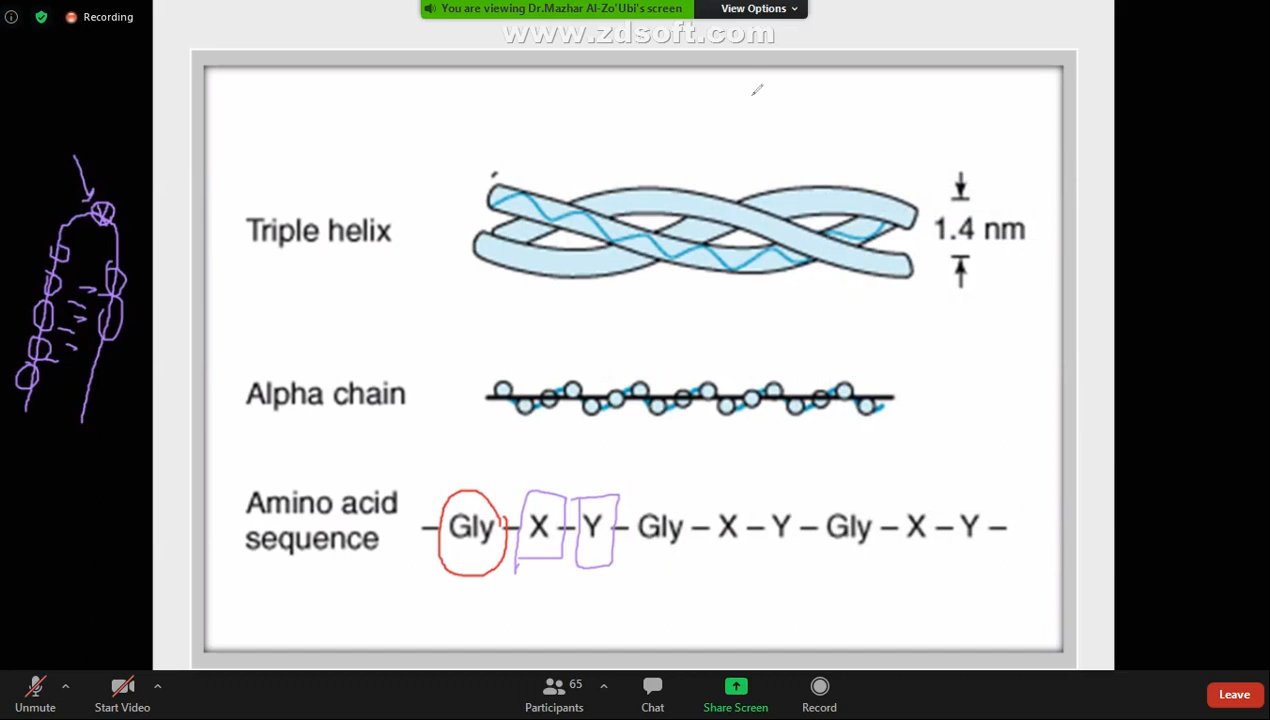 Recording
You are viewing Dr.Mazhar Al-Zo'Ubi's screen
View Options
www.zdsoft.com
Triple helix
1.4 nm
Alpha chain
Amino acid
sequence
– Gly – X – Y – Gly – X – Y – Gly – X – Y –
Unmute
Start Video
65
Participants
Chat
Share Screen
Record
Leave